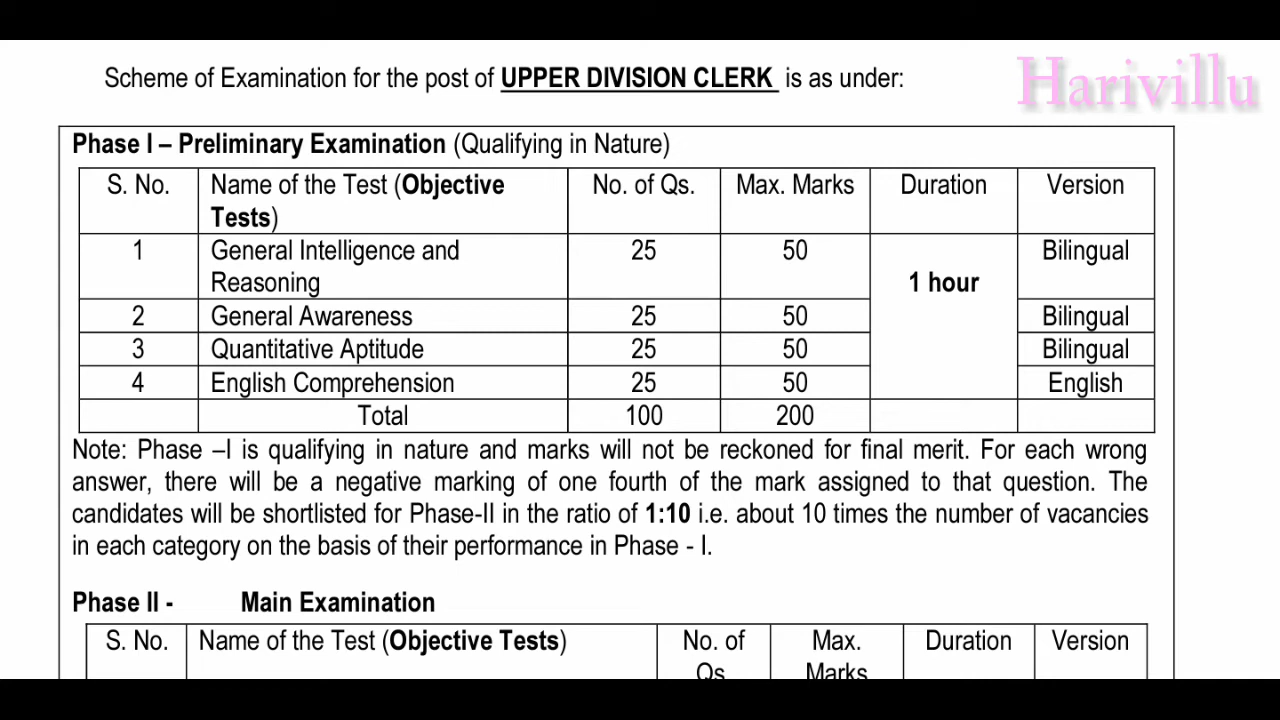 Scheme of Examination for the post of UPPER DIVISION CLERK is as under:
Harivillu
Phase I – Preliminary Examination (Qualifying in Nature)
S. No. Name of the Test (Objective Tests) No. of Qs. Max. Marks Duration Version
1 General Intelligence and Reasoning 25 50 1 hour Bilingual
2 General Awareness 25 50 Bilingual
3 Quantitative Aptitude 25 50 Bilingual
4 English Comprehension 25 50 English
Total 100 200
Note: Phase –I is qualifying in nature and marks will not be reckoned for final merit. For each wrong
answer, there will be a negative marking of one fourth of the mark assigned to that question. The
candidates will be shortlisted for Phase-II in the ratio of 1:10 i.e. about 10 times the number of vacancies
in each category on the basis of their performance in Phase - I.
Phase II - Main Examination
S. No. Name of the Test (Objective Tests) No. of Qs. Max. Marks Duration Version